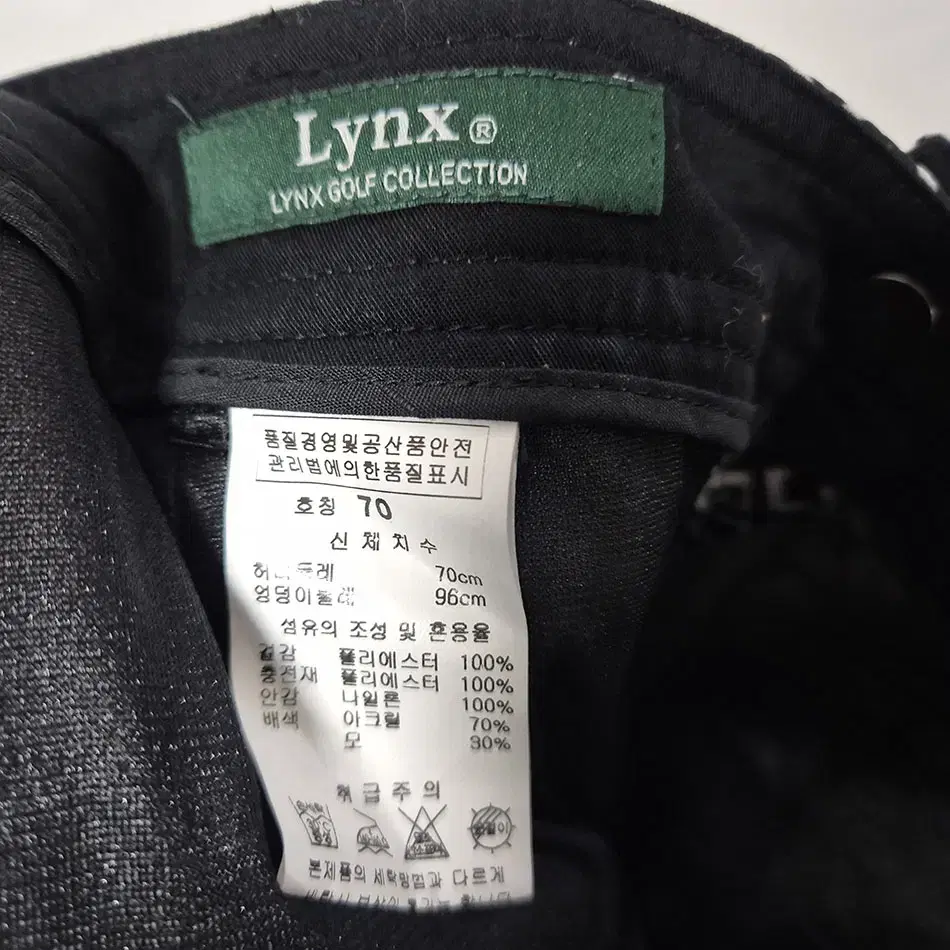 Lynx ®
LYNX GOLF COLLECTION
품질경영및공산품안전
관리법에의한품질표시
호칭 70
신 체 치 수
허리둘레 70cm
엉덩이둘레 96cm
섬유의 조성 및 혼용율
겉감 폴리에스터 100%
충전재 폴리에스터 100%
안감 나일론 100%
배색 아크릴 70%
모 30%
취 급 주 의
본제품의 세탁방법과 다르게